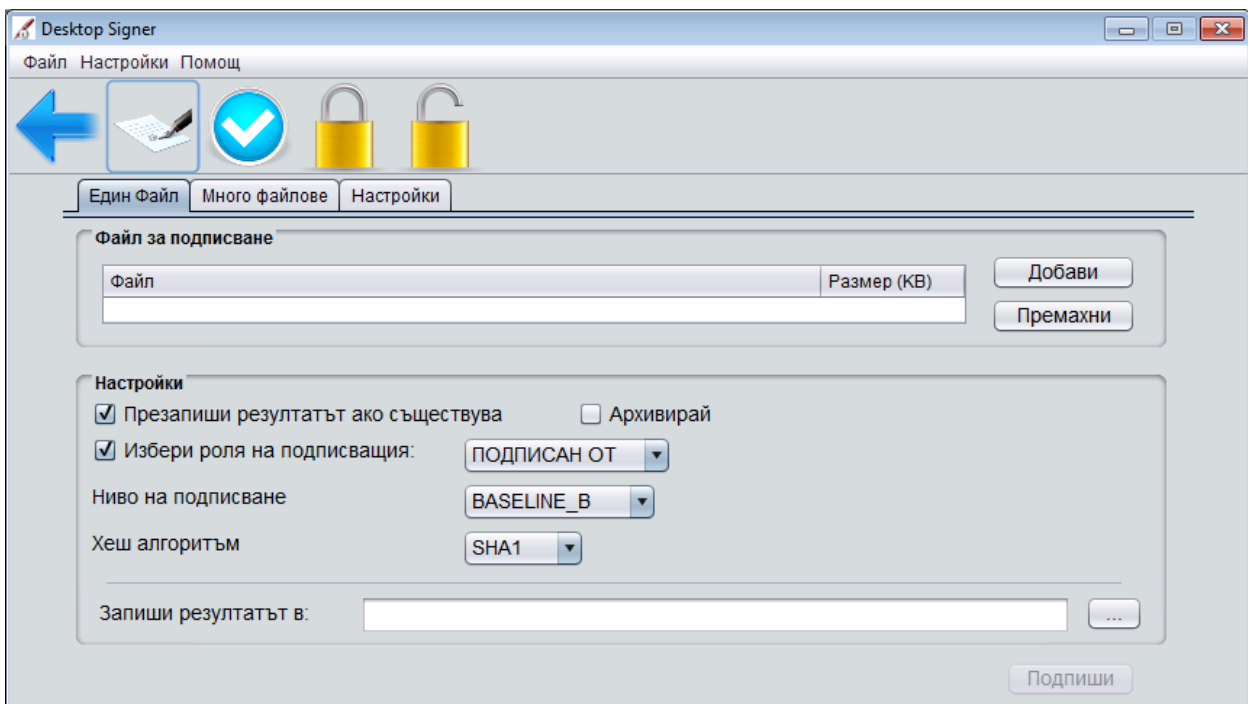 Desktop Signer
Файл Настройки Помощ
Един Файл Много файлове Настройки
Файл за подписване
Файл Размер (KB)
Добави
Премахни
Настройки
Презапиши резултатът ако съществува Архивирай
Избери роля на подписващия: ПОДПИСАН ОТ
Ниво на подписване BASELINE_B
Хеш алгоритъм SHA1
Запиши резултатът в: ...
Подпиши